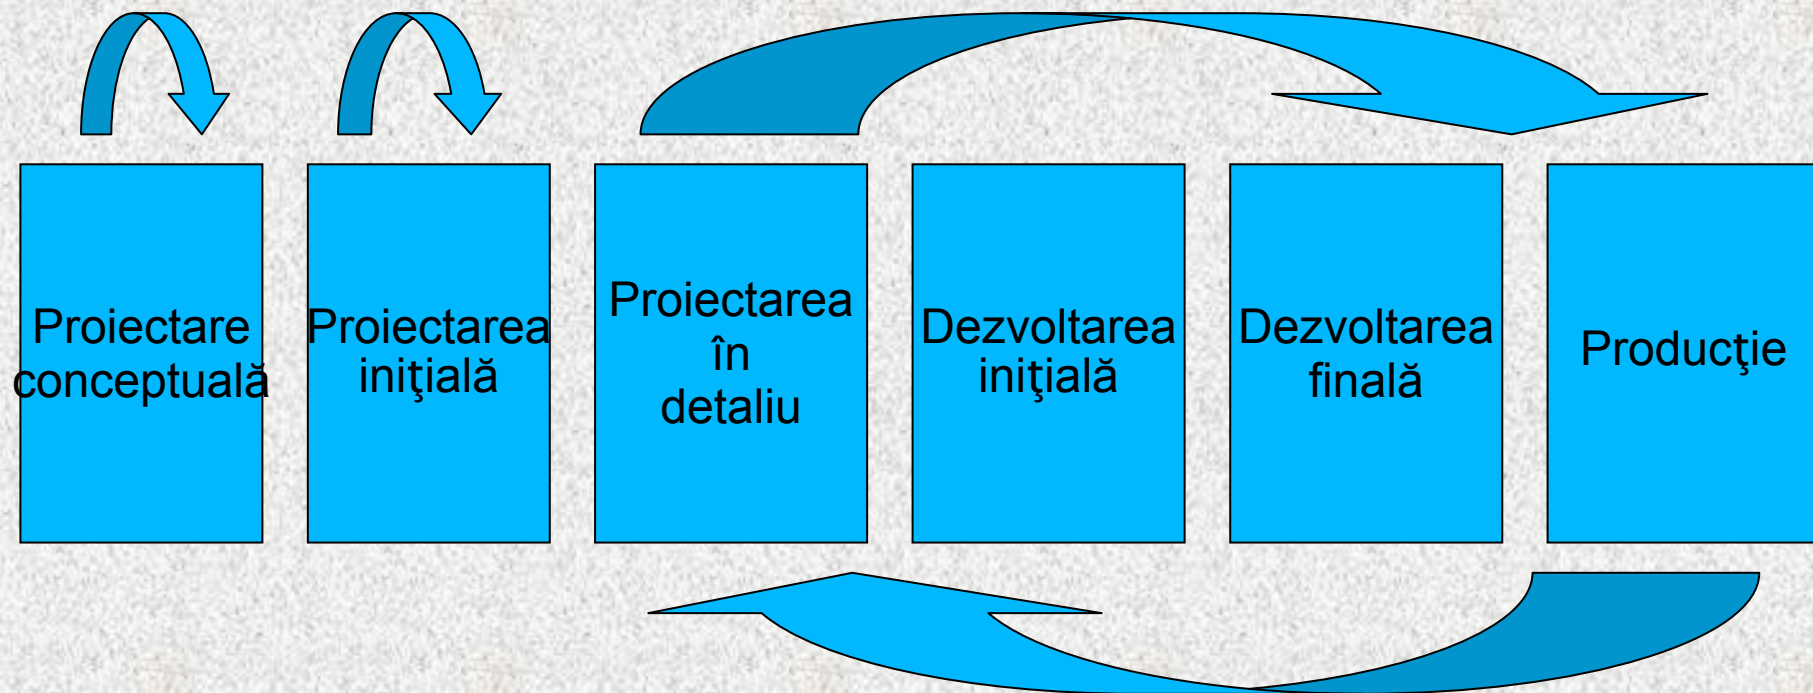 Proiectare
conceptuală
Proiectarea
iniţială
Proiectarea
în
detaliu
Dezvoltarea
iniţială
Dezvoltarea
finală
Producţie